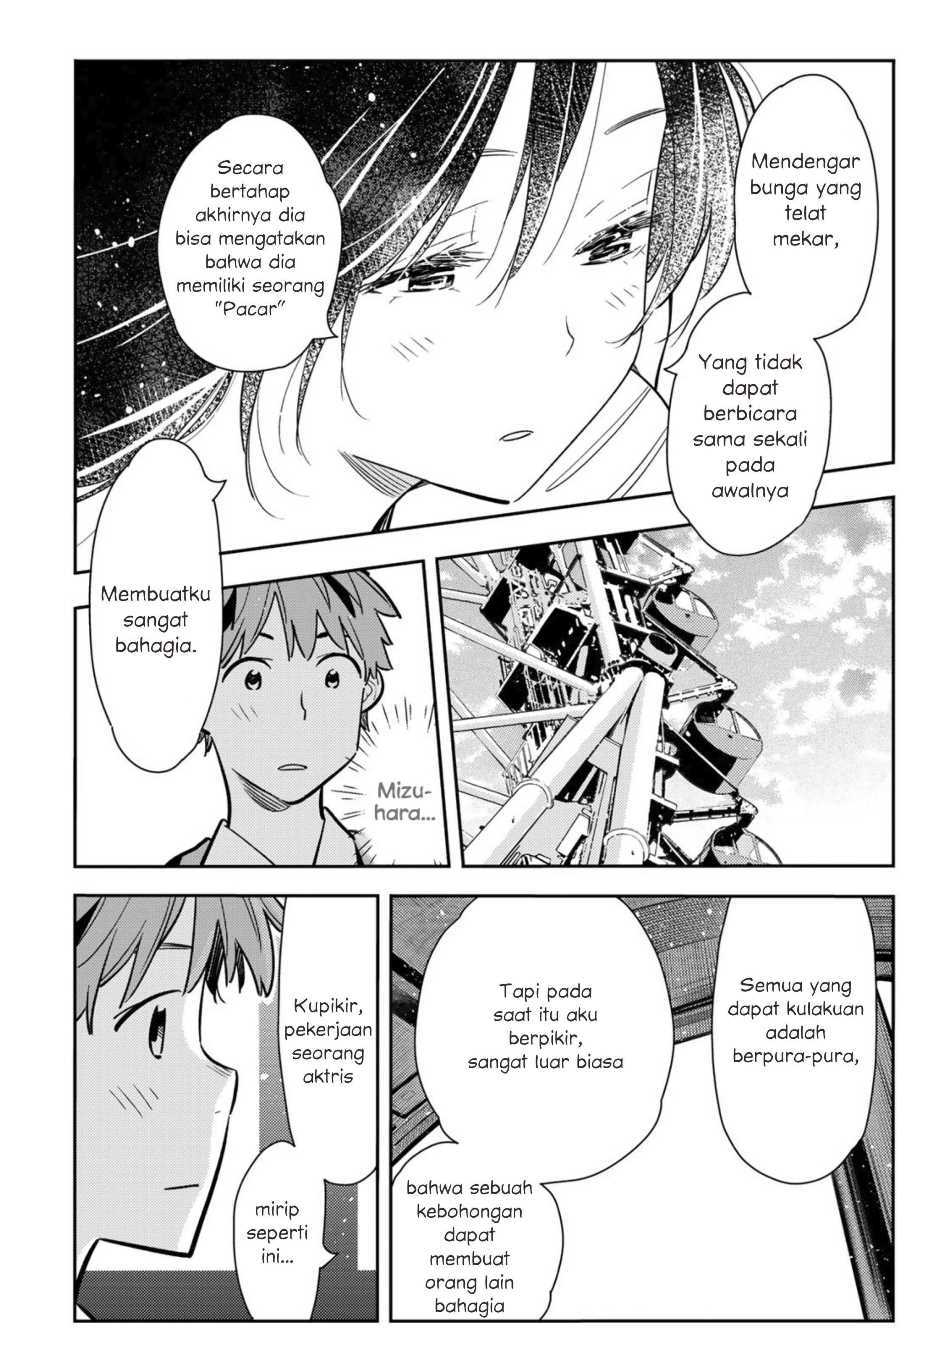 Mendengar
bunga yang
telat
mekar,
Yang tidak
dapat
berbicara
sama sekali
pada
awalnya
Secara
bertahap
akhirnya dia
bisa mengatakan
bahwa dia
memiliki seorang
"Pacar"
Membuatku
sangat
bahagia.
Mizu-
hara...
Semua yang
dapat kulakuan
adalah
berpura-pura,
Tapi pada
saat itu aku
berpikir,
sangat luar biasa
bahwa sebuah
kebohongan
dapat
membuat
orang lain
bahagia
Kupikir,
pekerjaan
seorang
aktris
mirip
seperti
ini...